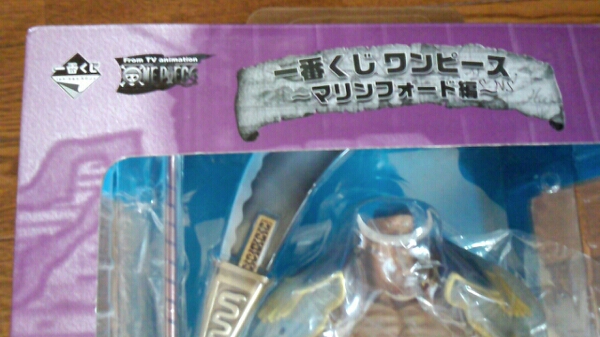 一番くじ
From TV animation
ONE PIECE
一番くじ ワンピース
～マリンフォード編～